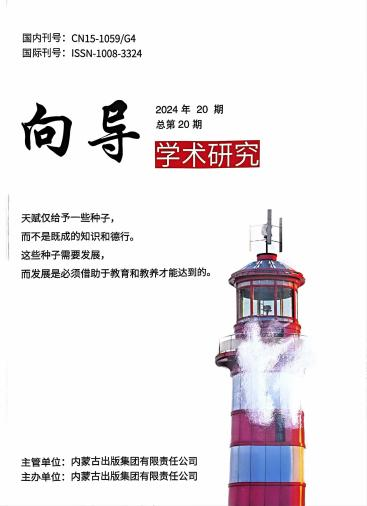 国内刊号：CN15-1059/G4
国际刊号：ISSN-1008-3324
向导
2024 年 20 期
总第 20 期
学术研究
天赋仅给予一些种子，
而不是既成的知识和德行。
这些种子需要发展，
而发展是必须借助于教育和教养才能达到的。
主管单位：内蒙古出版集团有限责任公司
主办单位：内蒙古出版集团有限责任公司